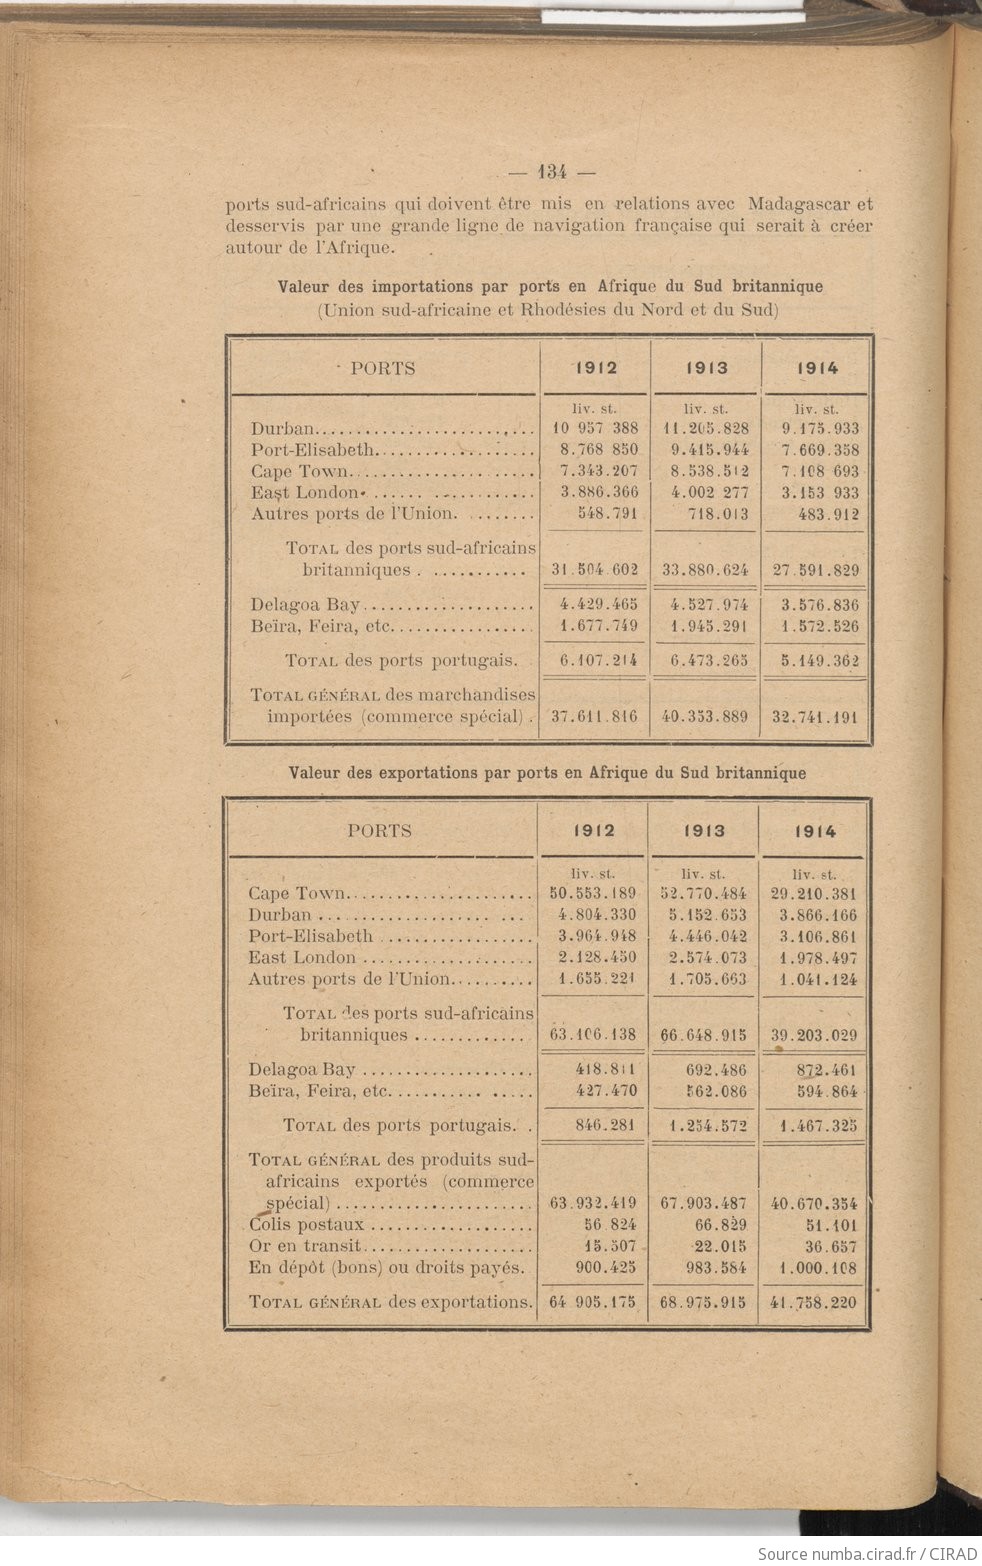 — 134 —
ports sud-africains qui doivent être mis en relations avec Madagascar et
desservis par une grande ligne de navigation française qui serait à créer
autour de l'Afrique.
Valeur des importations par ports en Afrique du Sud britannique
(Union sud-africaine et Rhodésies du Nord et du Sud)
PORTS 1912 1913 1914
liv. st. liv. st. liv. st.
Durban........................ 10 957 388 11.205.828 9.175.933
Port-Elisabeth................. 8.768 850 9.415.944 7.669.358
Cape Town.................... 7.343.207 8.538.512 7.108 693
East London. ................. 3.886.366 4.002 277 3.153 933
Autres ports de l'Union. ........ 548.791 718.013 483.912
TOTAL des ports sud-africains
britanniques . ........... 31.504.602 33.880.624 27.591.829
Delagoa Bay................... 4.429.465 4.527.974 3.576.836
Beïra, Feira, etc................ 1.677.749 1.945.291 1.572.526
TOTAL des ports portugais. 6.107.214 6.473.265 5.149.362
TOTAL GÉNÉRAL des marchandises
importées (commerce spécial) . 37.611.816 40.353.889 32.741.191
Valeur des exportations par ports en Afrique du Sud britannique
PORTS 1912 1913 1914
liv. st. liv. st. liv. st.
Cape Town.................... 50.553.189 52.770.484 29.210.381
Durban ....................... 4.804.330 5.152.653 3.866.166
Port-Elisabeth ................. 3.964.948 4.446.042 3.106.861
East London ................... 2.128.450 2.574.073 1.978.497
Autres ports de l'Union.......... 1.655.221 1.705.663 1.041.124
TOTAL des ports sud-africains
britanniques ............. 63.106.138 66.648.915 39.203.029
Delagoa Bay ................... 418.811 692.486 872.461
Beïra, Feira, etc................ 427.470 562.086 594.864
TOTAL des ports portugais. . 846.281 1.254.572 1.467.325
TOTAL GÉNÉRAL des produits sud-
africains exportés (commerce
spécial) ...................... 63.932.419 67.903.487 40.670.354
Colis postaux .................. 56 824 66.829 51.101
Or en transit................... 15.507 22.015 36.657
En dépôt (bons) ou droits payés. 900.425 983.584 1.000.108
TOTAL GÉNÉRAL des exportations. 64 905.175 68.975.915 41.758.220
Source numba.cirad.fr / CIRAD